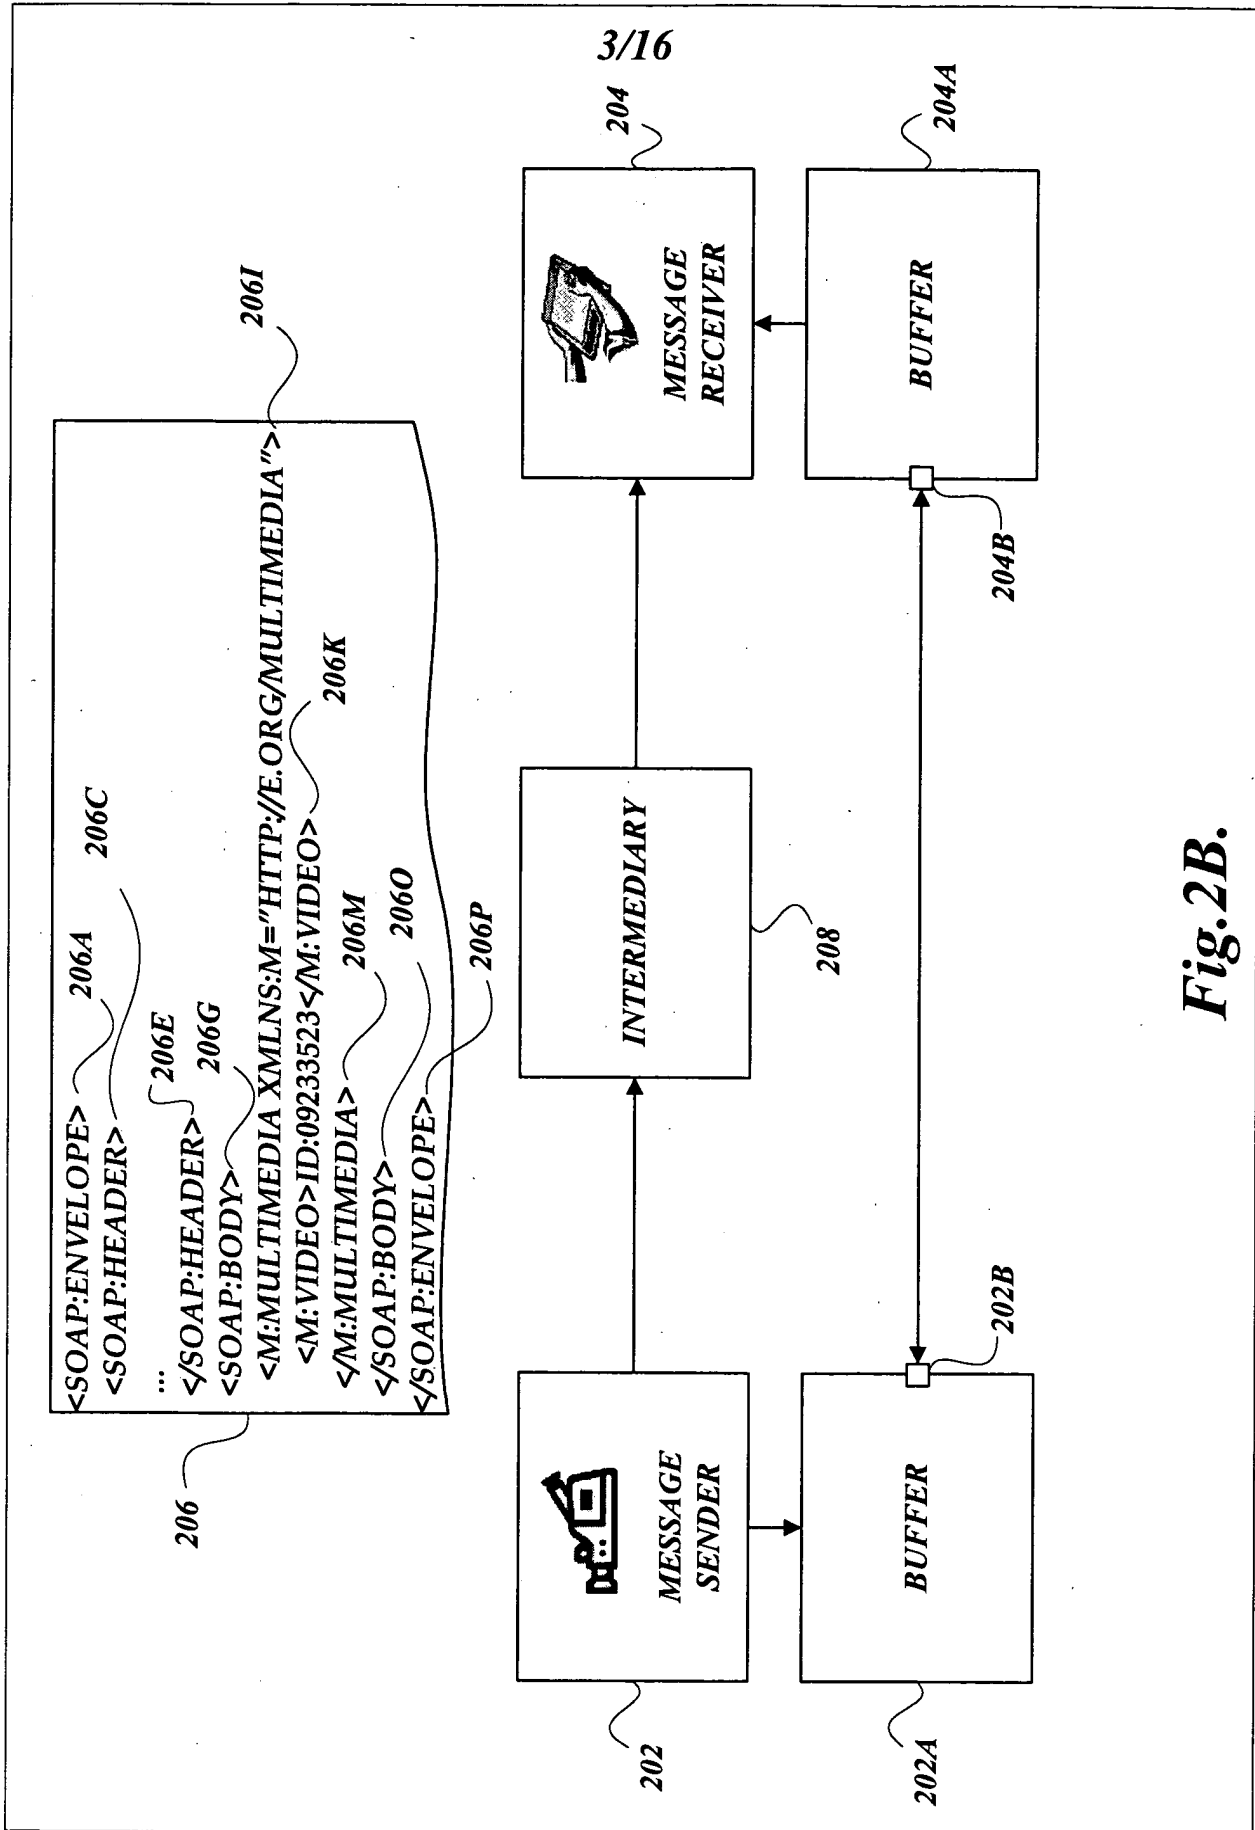 3/16
<SOAP:ENVELOPE>
206A
<SOAP:HEADER>
206C
...
206E
</SOAP:HEADER>
206G
<SOAP:BODY>
<M:MULTIMEDIA XMLNS:M="HTTP://E.ORG/MULTIMEDIA">
206I
<M:VIDEO>ID:09233523</M:VIDEO>
206K
</M:MULTIMEDIA>
206M
</SOAP:BODY>
206O
</SOAP:ENVELOPE>
206P
206
MESSAGE
SENDER
202
INTERMEDIARY
208
MESSAGE
RECEIVER
204
BUFFER
202A
202B
BUFFER
204A
204B
Fig.2B.